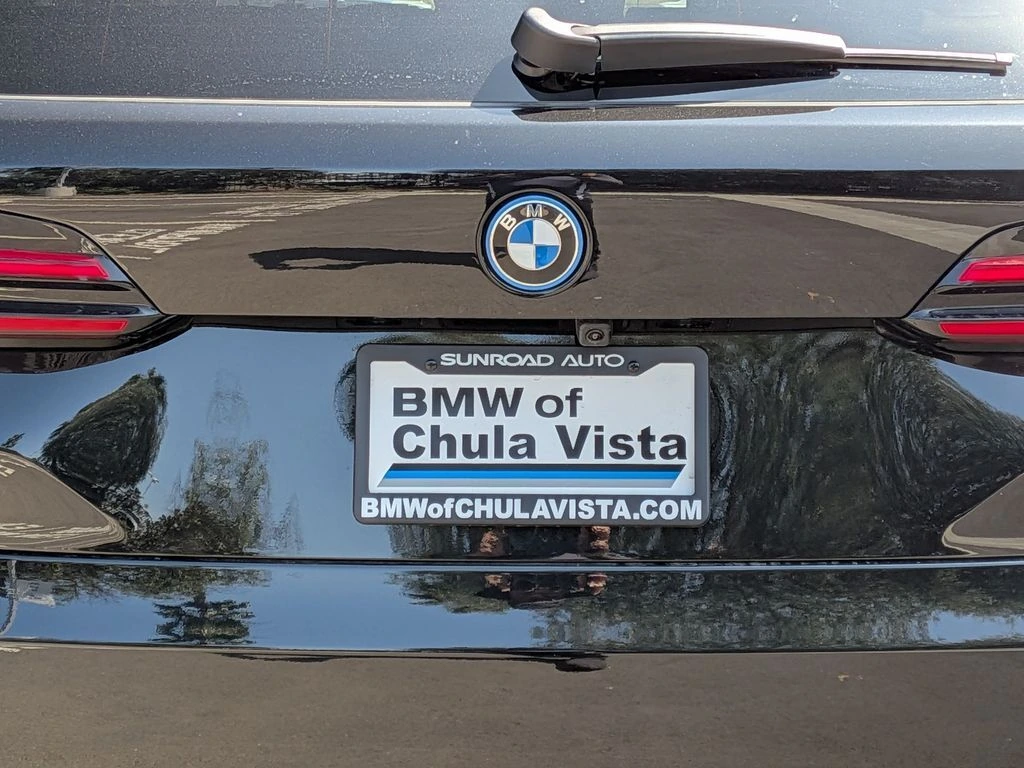 BMW
SUNROAD AUTO
BMW of
Chula Vista
BMWofCHULAVISTA.COM